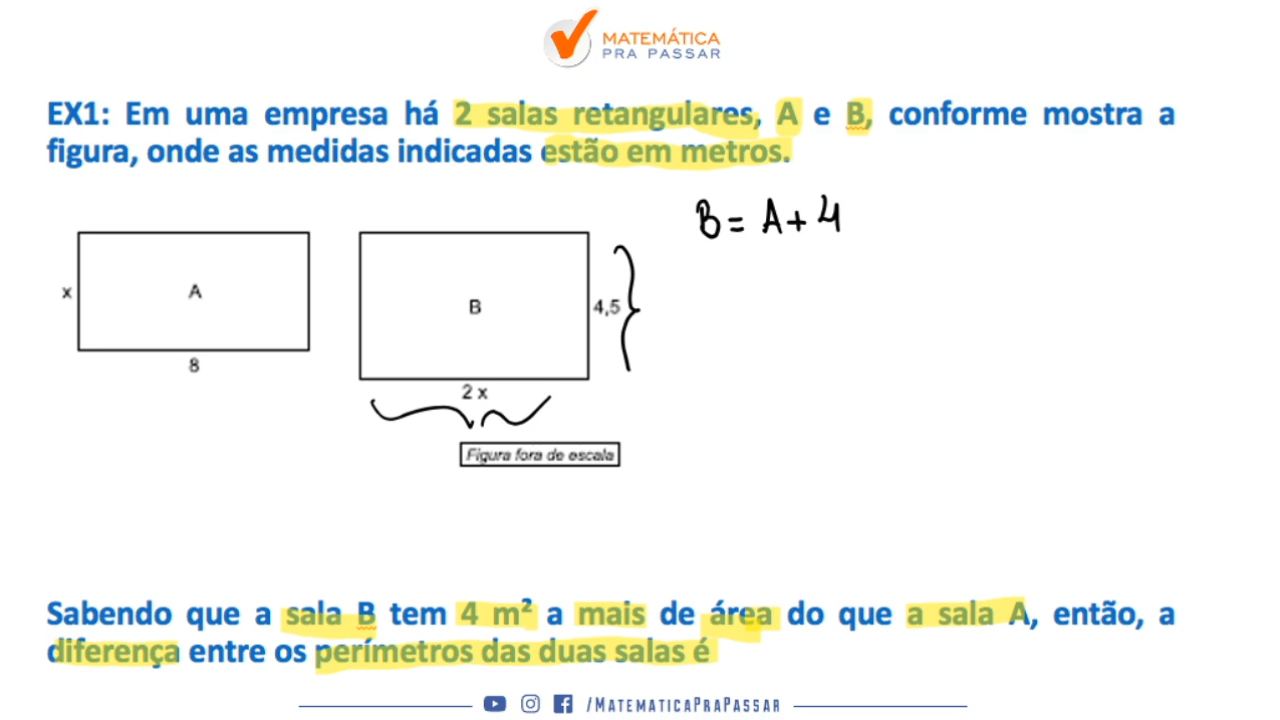 MATEMÁTICA
PRA PASSAR
EX1: Em uma empresa há 2 salas retangulares, A e B, conforme mostra a
figura, onde as medidas indicadas estão em metros.
B = A + 4
x
A
8
B
4,5
2 x
Figura fora de escala
Sabendo que a sala B tem 4 m² a mais de área do que a sala A, então, a
diferença entre os perímetros das duas salas é
/MATEMATICAPRAPASSAR